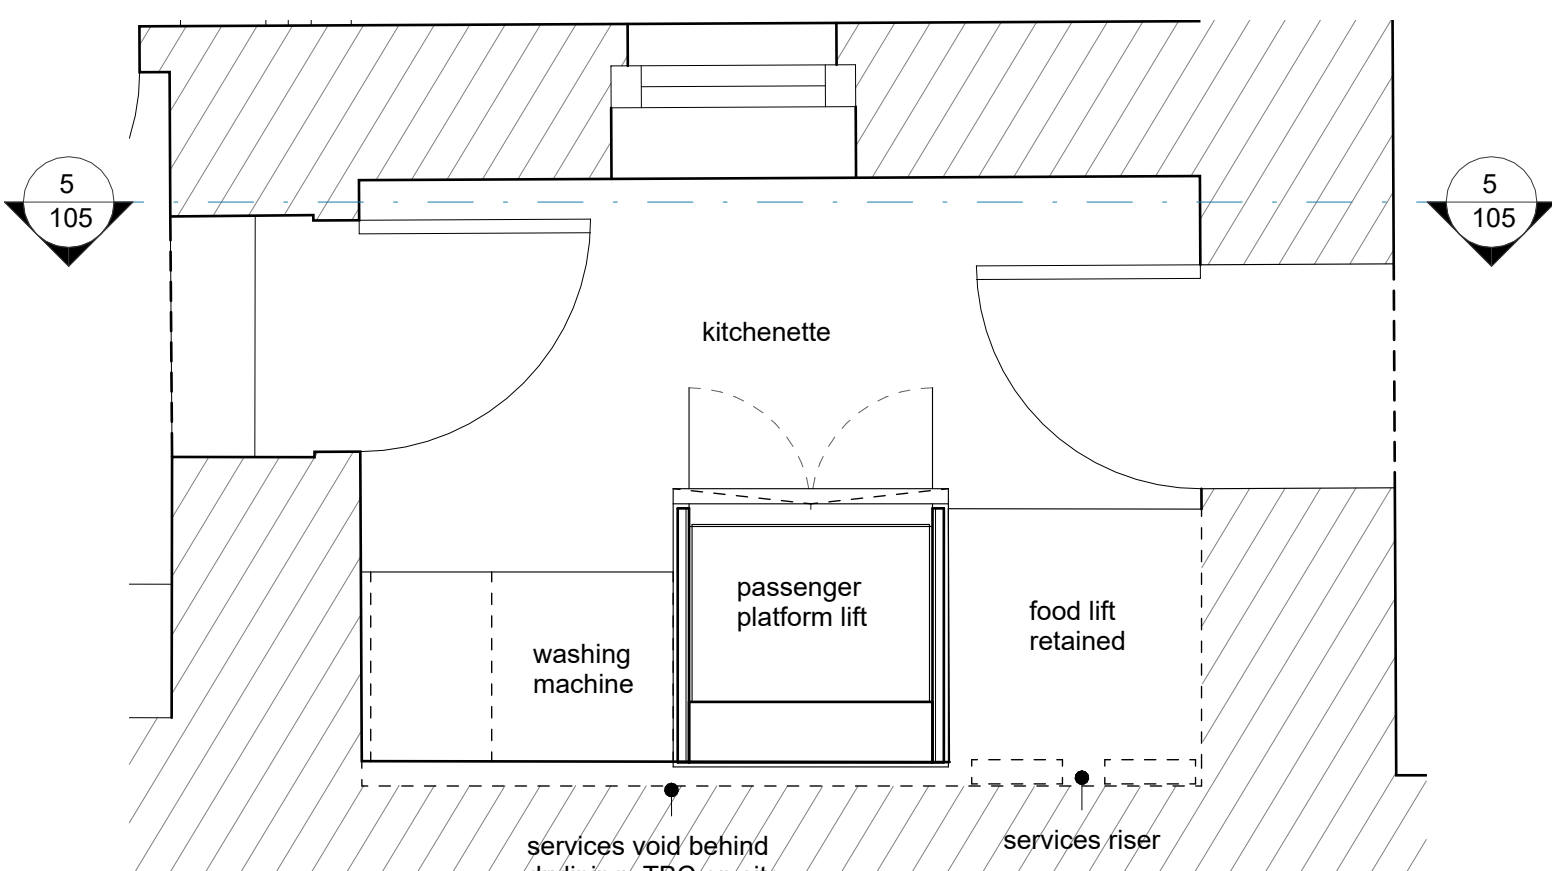 5
105
5
105
kitchenette
passenger
platform lift
food lift
retained
washing
machine
services void behind
services riser